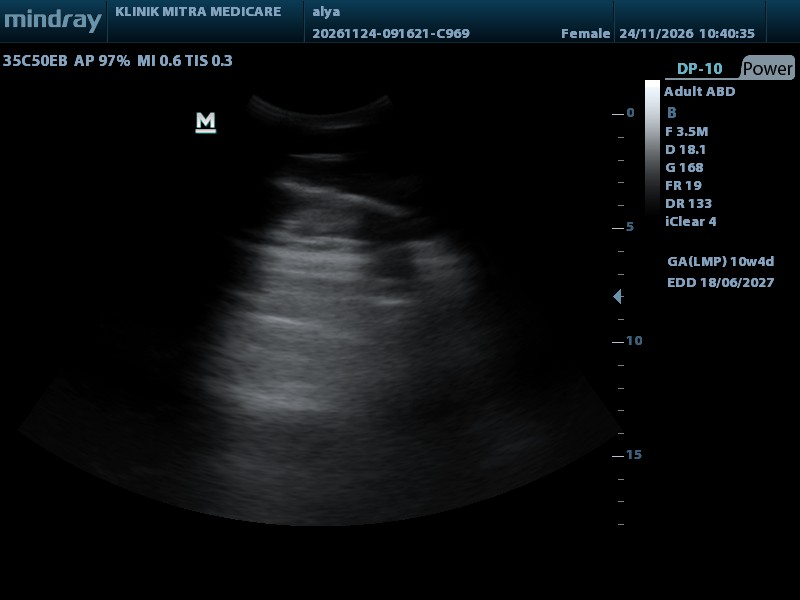 mindray
KLINIK MITRA MEDICARE
alya
20261124-091621-C969
Female
24/11/2026 10:40:35
35C50EB AP 97% MI 0.6 TIS 0.3
DP-10
Power
M
Adult ABD
B
F 3.5M
D 18.1
G 168
FR 19
DR 133
iClear 4
GA(LMP) 10w4d
EDD 18/06/2027
0
5
10
15